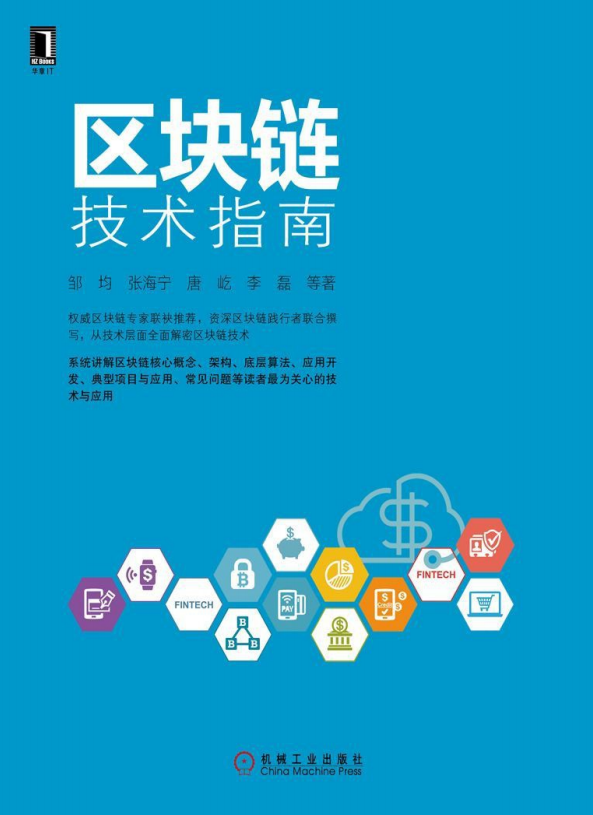 HZ BOOKS
华章IT
区块链
技术指南
邹 均 张海宁 唐 屹 李 磊 等著
权威区块链专家联袂推荐，资深区块链践行者联合撰
写，从技术层面全面解密区块链技术
系统讲解区块链核心概念、架构、底层算法、应用开
发、典型项目与应用、常见问题等读者最为关心的技
术与应用
FINTECH
FINTECH
PAY
Credit
B
B
B
B
机械工业出版社
China Machine Press